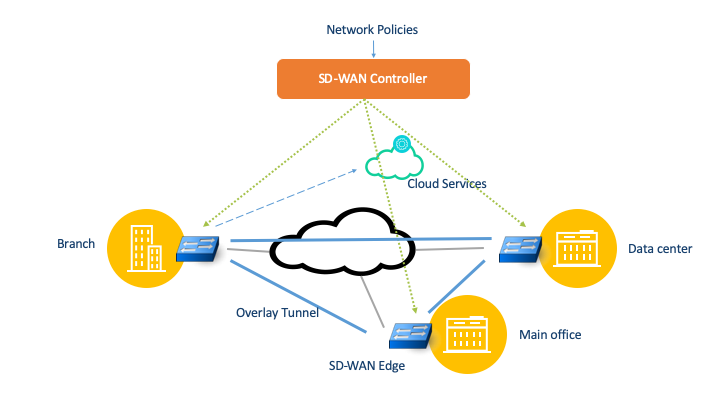 Network Policies
SD-WAN Controller
Cloud Services
Branch
Data center
Overlay Tunnel
Main office
SD-WAN Edge